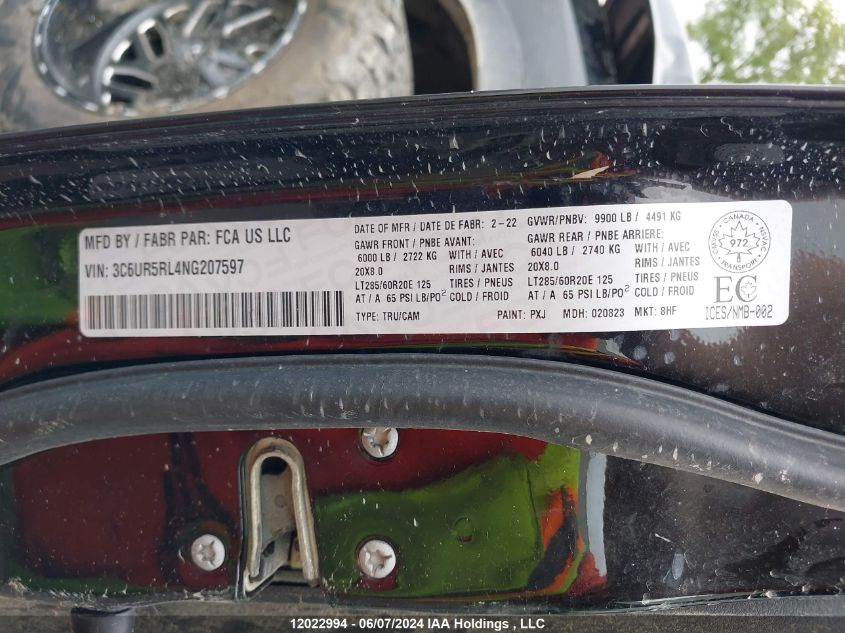 MFD BY / FABR PAR: FCA US LLC
VIN: 3C6UR5RL4NG207597
DATE OF MFR / DATE DE FABR: 2-22 GVWR/PNBV: 9900 LB / 4491 KG
GAWR FRONT / PNBE AVANT: GAWR REAR / PNBE ARRIERE:
6000 LB / 2722 KG WITH / AVEC 6040 LB / 2740 KG WITH / AVEC
20X8.0 RIMS / JANTES 20X8.0 RIMS / JANTES
LT285/60R20E 125 TIRES / PNEUS LT285/60R20E 125 TIRES / PNEUS
AT / A 65 PSI LB/PO² COLD / FROID AT / A 65 PSI LB/PO² COLD / FROID
TYPE: TRU/CAM PAINT: PXJ MDH: 020823 MKT: 8HF
CANADA
CMVSS NSVAC
972
EC
ICES/NMB-002
12022994 - 06/07/2024 IAA Holdings , LLC